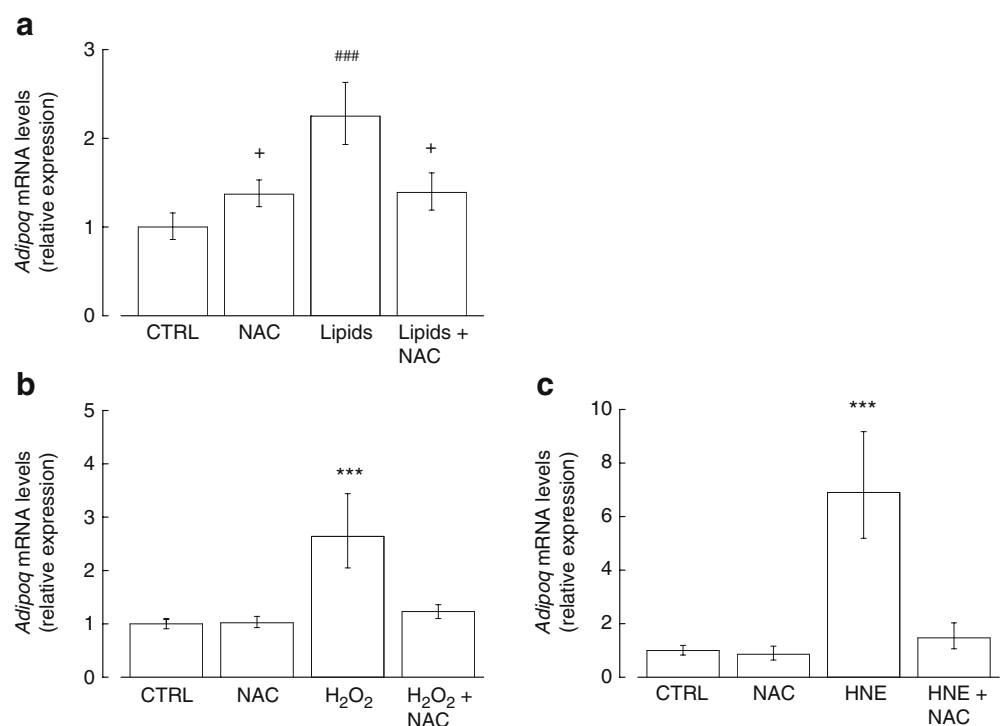 a
Adipoq mRNA levels
(relative expression)
3
2
1
0
+
###
+
CTRL
NAC
Lipids
Lipids +
NAC
b
Adipoq mRNA levels
(relative expression)
5
4
3
2
1
0
***
CTRL
NAC
H₂O₂
H₂O₂ +
NAC
c
Adipoq mRNA levels
(relative expression)
10
8
6
4
2
0
***
CTRL
NAC
HNE
HNE +
NAC